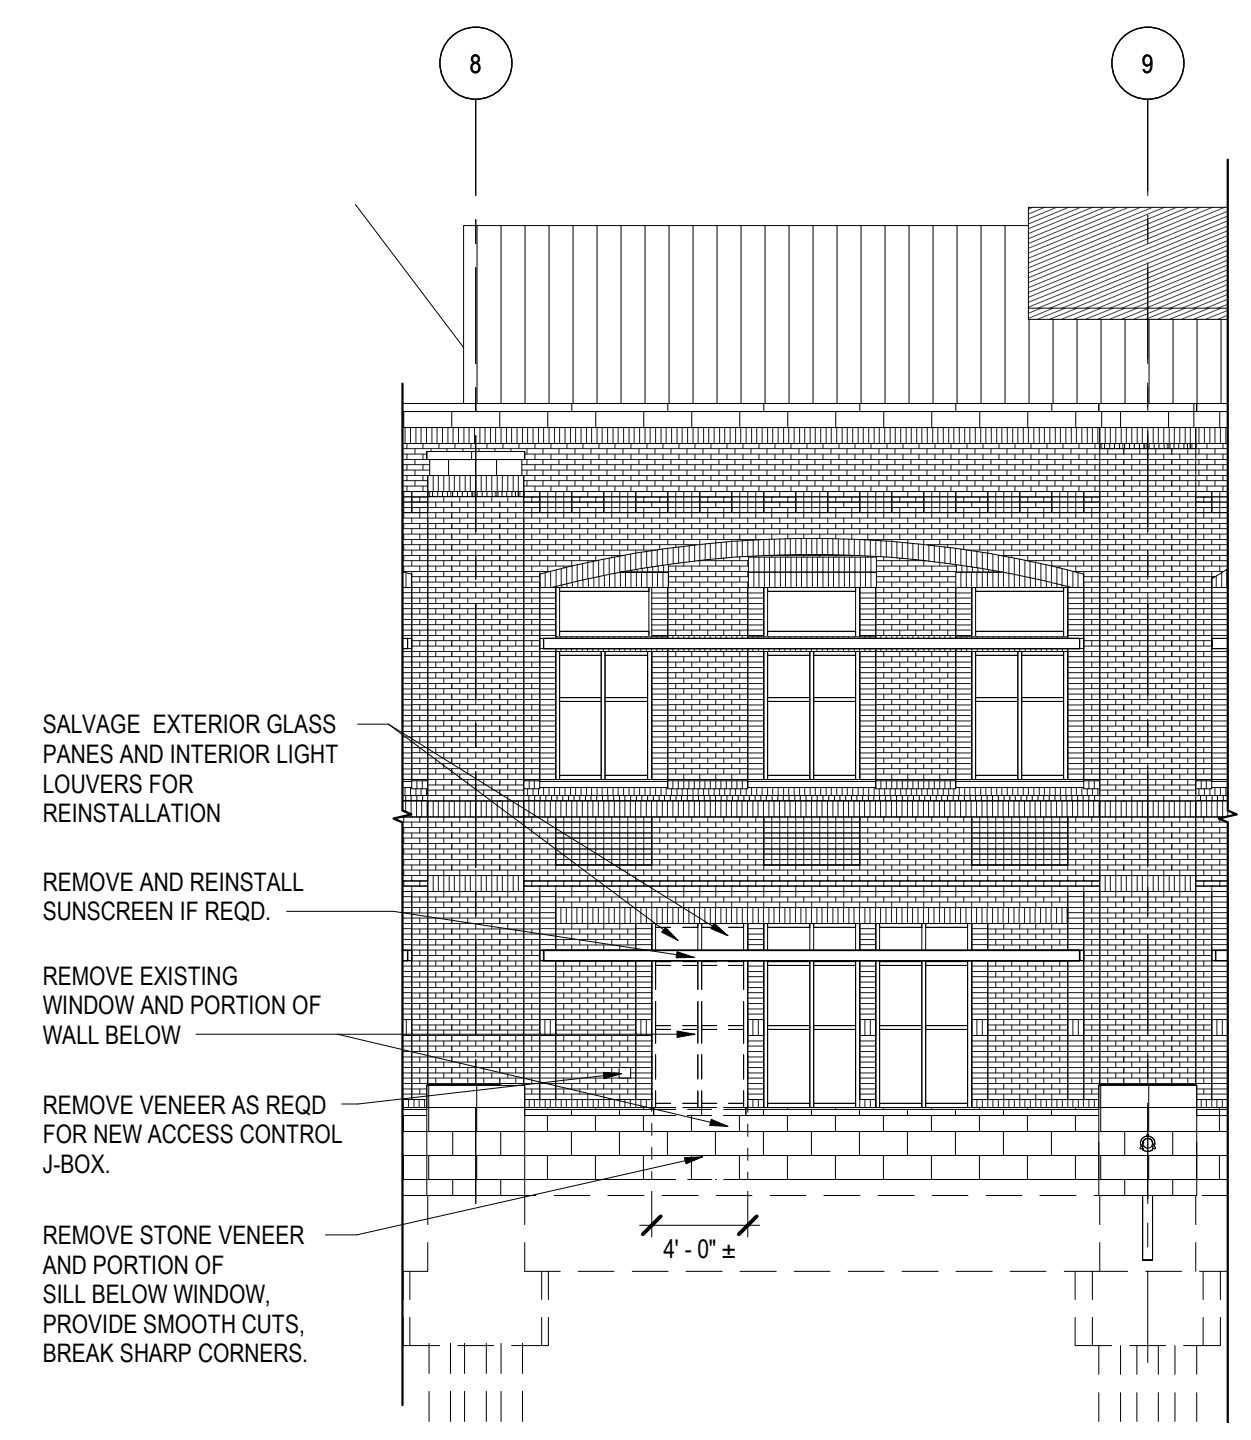 8
9
SALVAGE EXTERIOR GLASS
PANES AND INTERIOR LIGHT
LOUVERS FOR
REINSTALLATION
REMOVE AND REINSTALL
SUNSCREEN IF REQD.
REMOVE EXISTING
WINDOW AND PORTION OF
WALL BELOW
REMOVE VENEER AS REQD
FOR NEW ACCESS CONTROL
J-BOX.
REMOVE STONE VENEER
AND PORTION OF
SILL BELOW WINDOW,
PROVIDE SMOOTH CUTS,
BREAK SHARP CORNERS.
4' - 0" ±